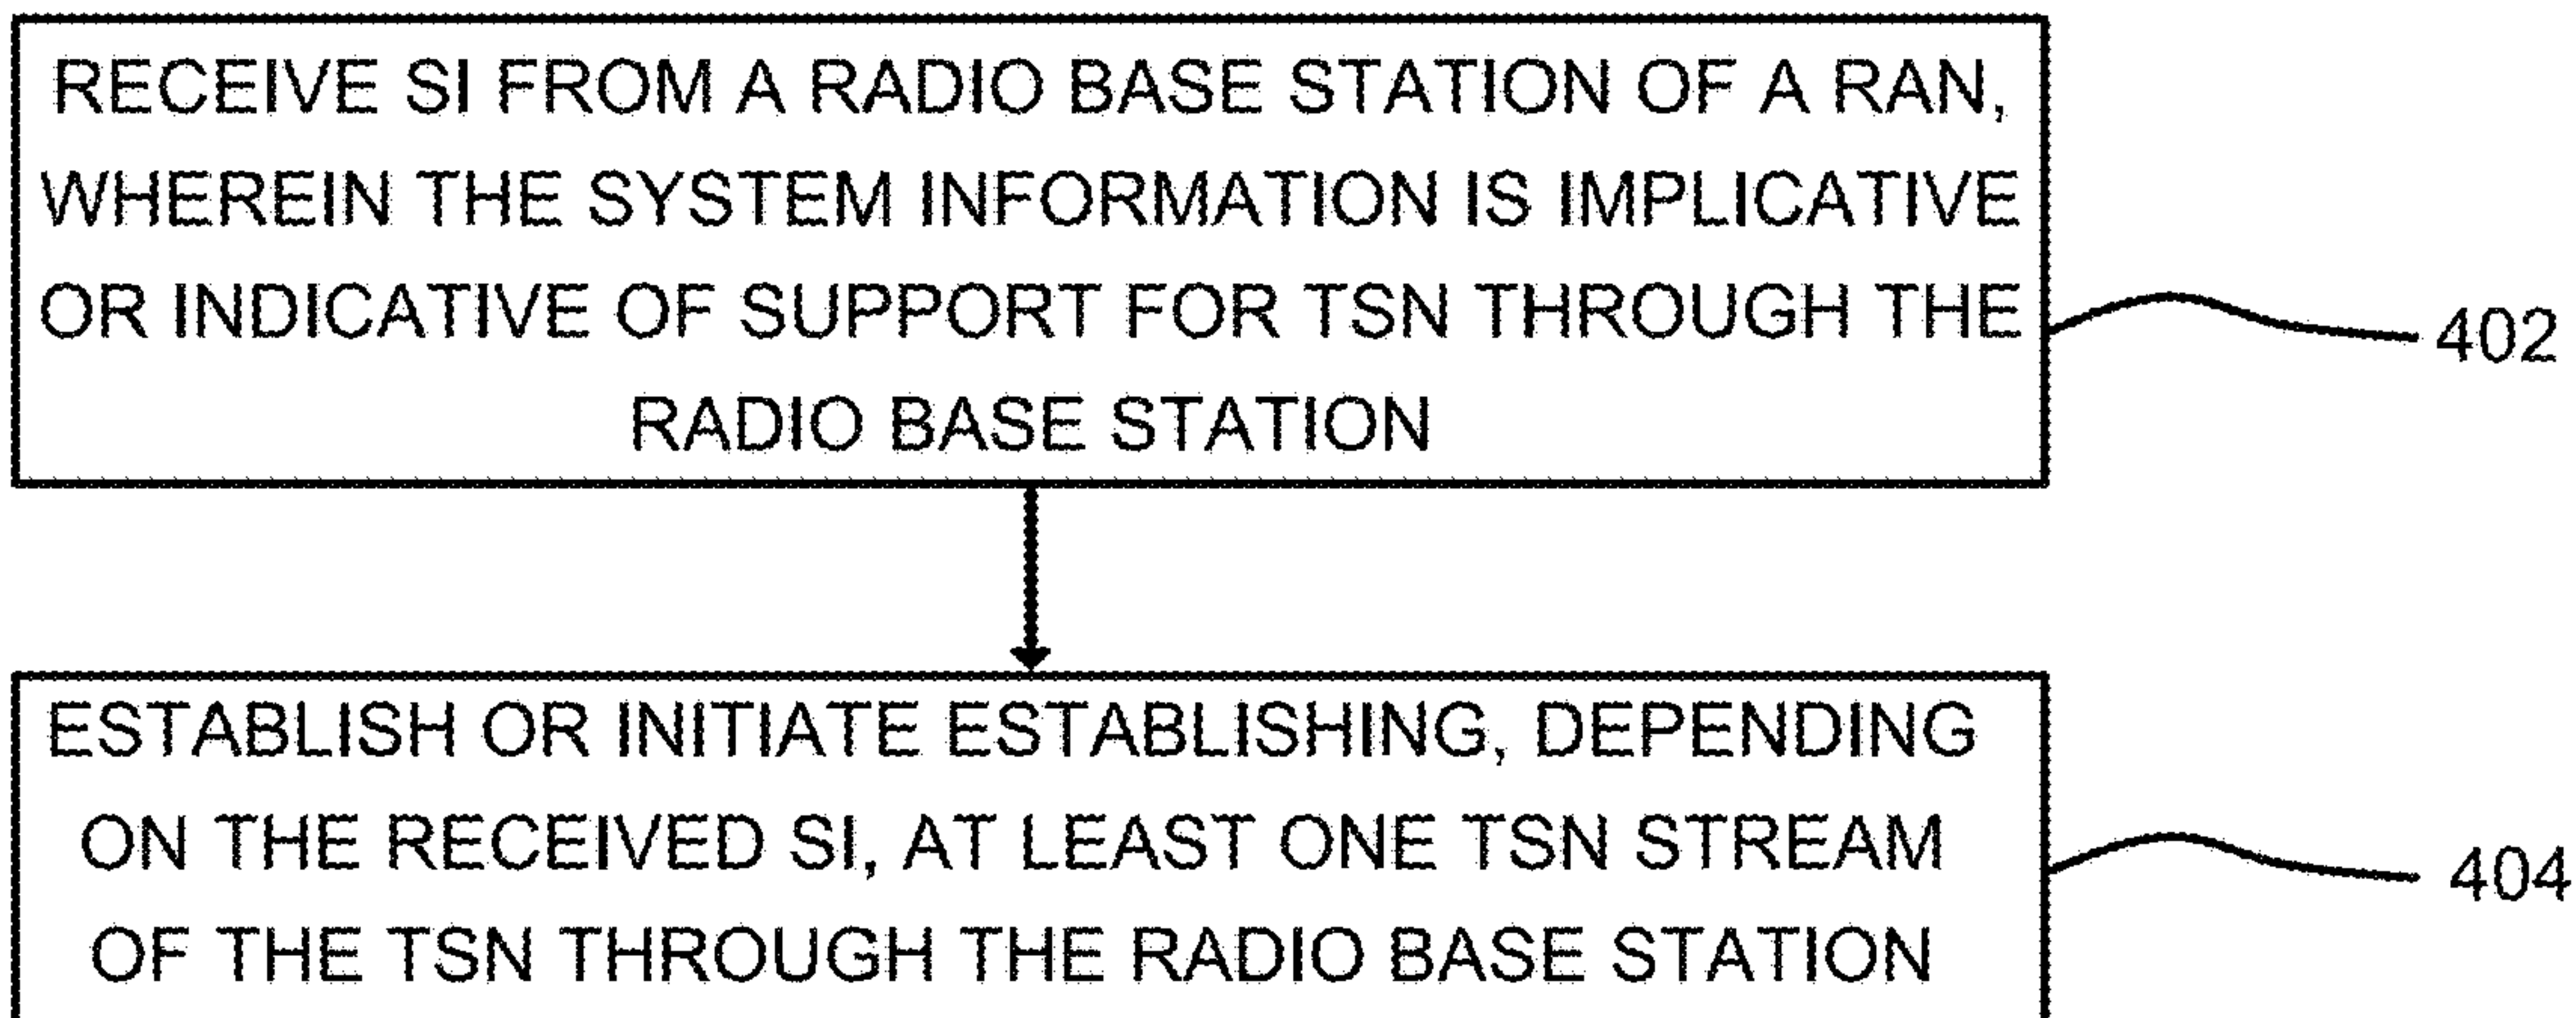 RECEIVE SI FROM A RADIO BASE STATION OF A RAN,
WHEREIN THE SYSTEM INFORMATION IS IMPLICATIVE
OR INDICATIVE OF SUPPORT FOR TSN THROUGH THE
RADIO BASE STATION
402
ESTABLISH OR INITIATE ESTABLISHING, DEPENDING
ON THE RECEIVED SI, AT LEAST ONE TSN STREAM
OF THE TSN THROUGH THE RADIO BASE STATION
404